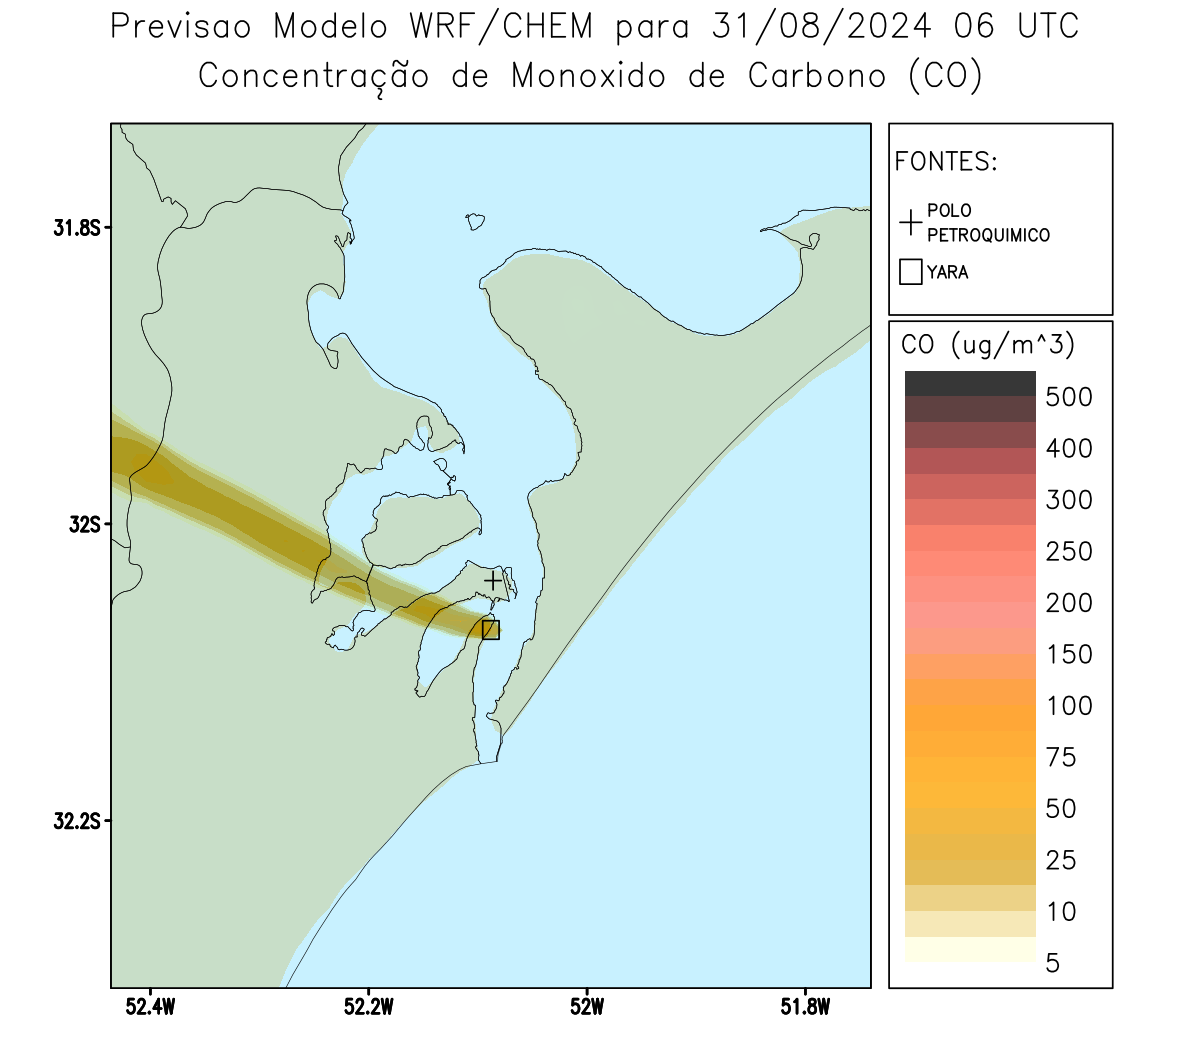 Previsao Modelo WRF/CHEM para 31/08/2024 06 UTC
Concentração de Monoxido de Carbono (CO)
FONTES:
POLO
PETROQUIMICO
YARA
CO (ug/m^3)
500
400
300
250
200
150
100
75
50
25
10
5
31.8S
32S
32.2S
52.4W
52.2W
52W
51.8W